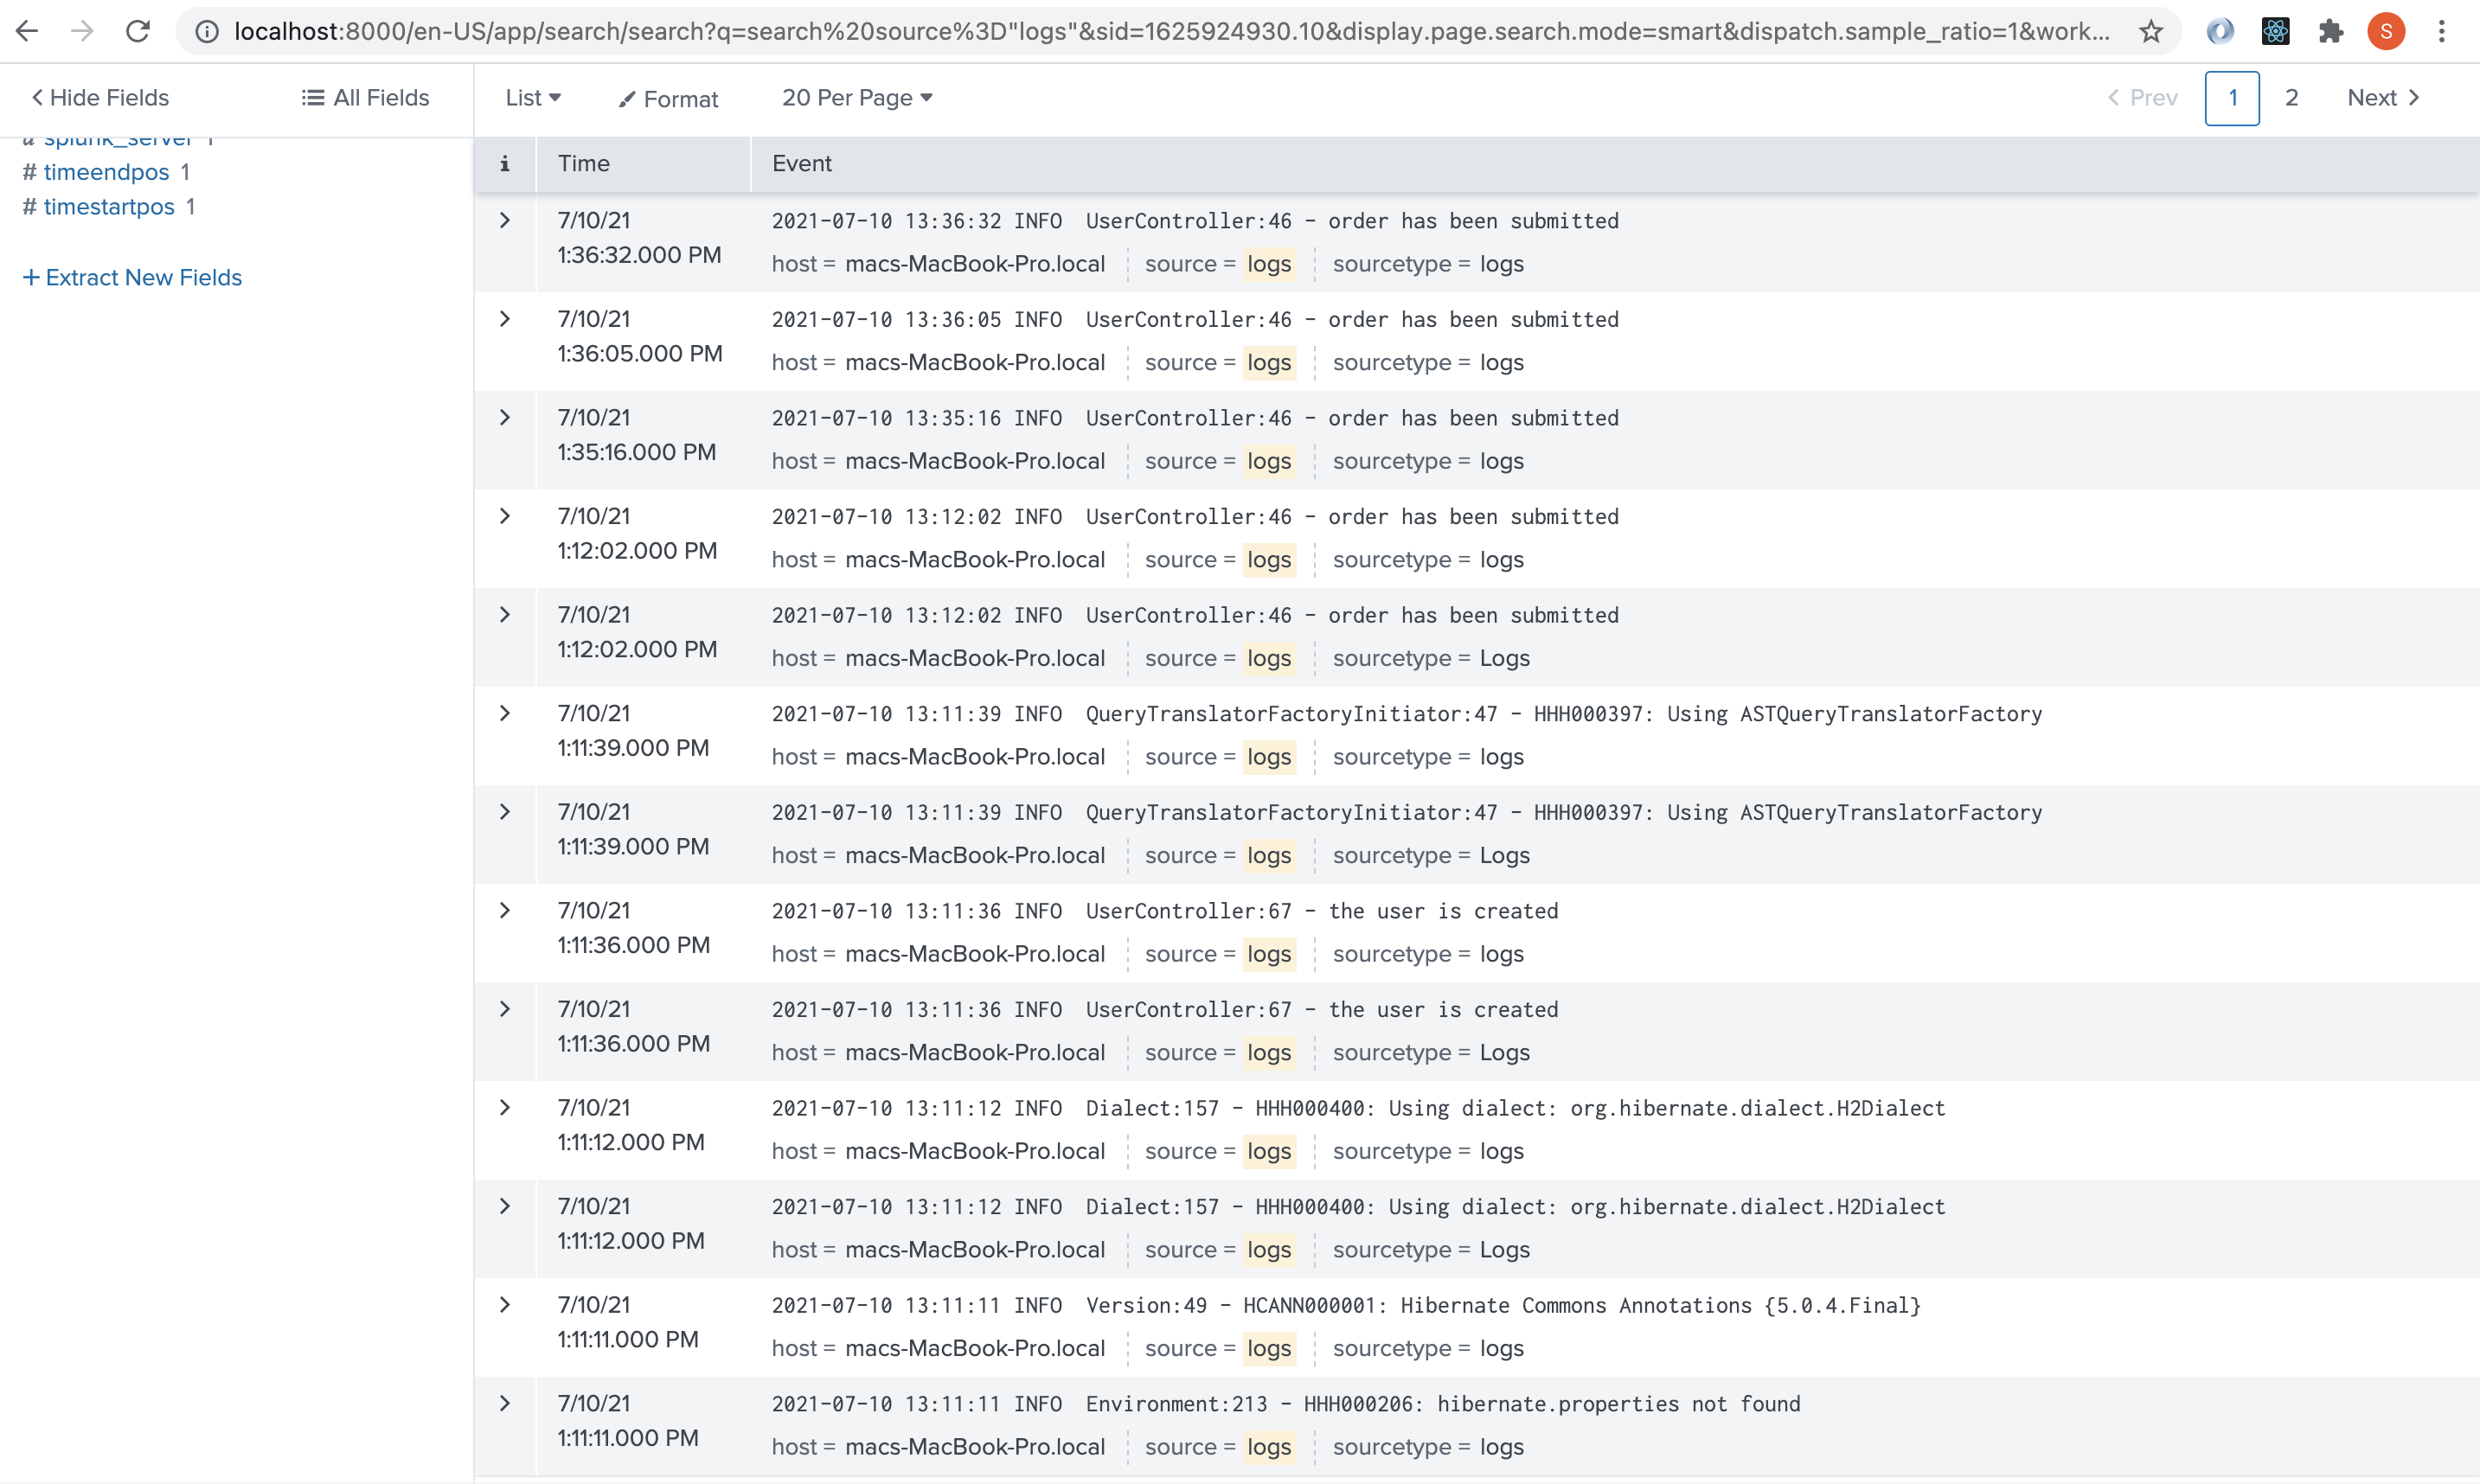 localhost:8000/en-US/app/search/search?q=search%20source%3D"logs"&sid=1625924930.10&display.page.search.mode=smart&dispatch.sample_ratio=1&work...
S
Hide Fields
All Fields
List
Format
20 Per Page
Prev
1
2
Next
a splunk_server 1
# timeendpos 1
# timestartpos 1
+ Extract New Fields
i Time Event
7/10/21
1:36:32.000 PM
2021-07-10 13:36:32 INFO UserController:46 - order has been submitted
host = macs-MacBook-Pro.local source = logs sourcetype = logs
7/10/21
1:36:05.000 PM
2021-07-10 13:36:05 INFO UserController:46 - order has been submitted
host = macs-MacBook-Pro.local source = logs sourcetype = logs
7/10/21
1:35:16.000 PM
2021-07-10 13:35:16 INFO UserController:46 - order has been submitted
host = macs-MacBook-Pro.local source = logs sourcetype = logs
7/10/21
1:12:02.000 PM
2021-07-10 13:12:02 INFO UserController:46 - order has been submitted
host = macs-MacBook-Pro.local source = logs sourcetype = logs
7/10/21
1:12:02.000 PM
2021-07-10 13:12:02 INFO UserController:46 - order has been submitted
host = macs-MacBook-Pro.local source = logs sourcetype = Logs
7/10/21
1:11:39.000 PM
2021-07-10 13:11:39 INFO QueryTranslatorFactoryInitiator:47 - HHH000397: Using ASTQueryTranslatorFactory
host = macs-MacBook-Pro.local source = logs sourcetype = logs
7/10/21
1:11:39.000 PM
2021-07-10 13:11:39 INFO QueryTranslatorFactoryInitiator:47 - HHH000397: Using ASTQueryTranslatorFactory
host = macs-MacBook-Pro.local source = logs sourcetype = Logs
7/10/21
1:11:36.000 PM
2021-07-10 13:11:36 INFO UserController:67 - the user is created
host = macs-MacBook-Pro.local source = logs sourcetype = logs
7/10/21
1:11:36.000 PM
2021-07-10 13:11:36 INFO UserController:67 - the user is created
host = macs-MacBook-Pro.local source = logs sourcetype = Logs
7/10/21
1:11:12.000 PM
2021-07-10 13:11:12 INFO Dialect:157 - HHH000400: Using dialect: org.hibernate.dialect.H2Dialect
host = macs-MacBook-Pro.local source = logs sourcetype = logs
7/10/21
1:11:12.000 PM
2021-07-10 13:11:12 INFO Dialect:157 - HHH000400: Using dialect: org.hibernate.dialect.H2Dialect
host = macs-MacBook-Pro.local source = logs sourcetype = Logs
7/10/21
1:11:11.000 PM
2021-07-10 13:11:11 INFO Version:49 - HCANN000001: Hibernate Commons Annotations {5.0.4.Final}
host = macs-MacBook-Pro.local source = logs sourcetype = logs
7/10/21
1:11:11.000 PM
2021-07-10 13:11:11 INFO Environment:213 - HHH000206: hibernate.properties not found
host = macs-MacBook-Pro.local source = logs sourcetype = logs